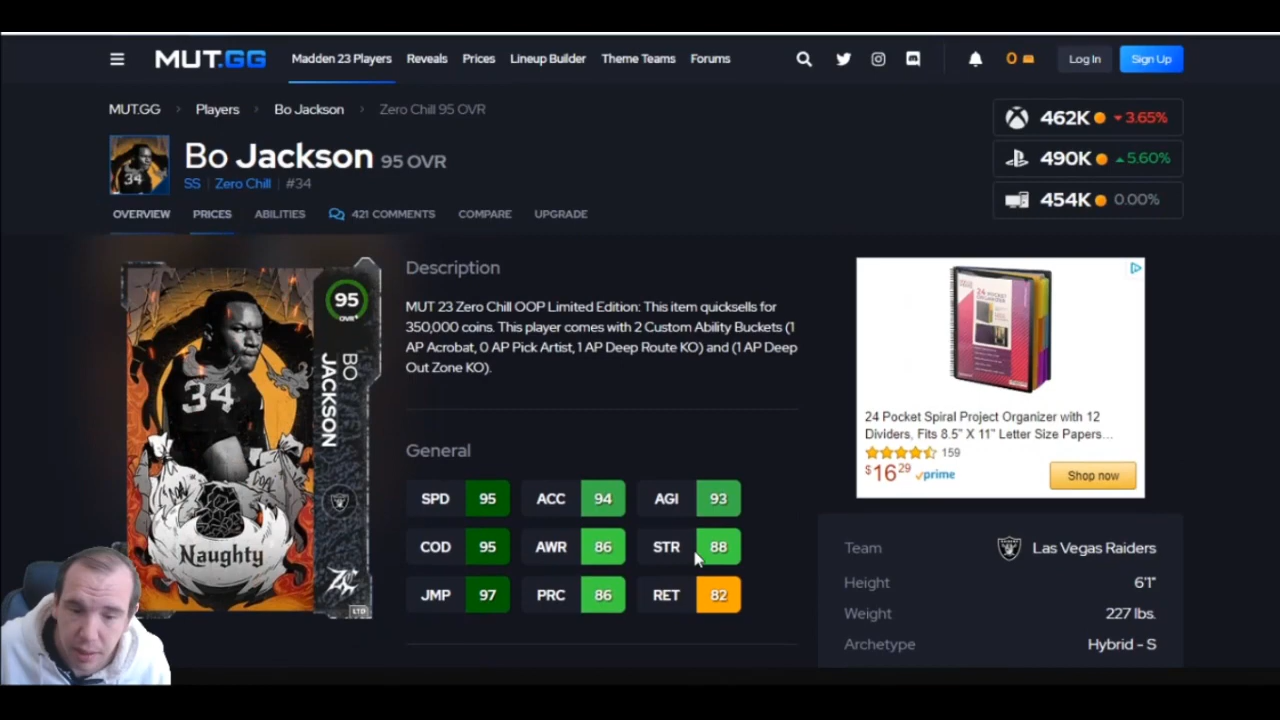 MUT.GG
Madden 23 Players
Reveals
Prices
Lineup Builder
Theme Teams
Forums
0
Log In
Sign Up
MUT.GG > Players > Bo Jackson > Zero Chill 95 OVR
Bo Jackson 95 OVR
SS | Zero Chill | #34
462K 3.65%
490K 5.60%
454K 0.00%
OVERVIEW
PRICES
ABILITIES
421 COMMENTS
COMPARE
UPGRADE
95
OVR
BO
JACKSON
34
Naughty
LTD
Description
MUT 23 Zero Chill OOP Limited Edition: This item quicksells for
350,000 coins. This player comes with 2 Custom Ability Buckets (1
AP Acrobat, 0 AP Pick Artist, 1 AP Deep Route KO) and (1 AP Deep
Out Zone KO).
General
SPD 95 ACC 94 AGI 93
COD 95 AWR 86 STR 88
JMP 97 PRC 86 RET 82
24 Pocket Spiral Project Organizer with 12
Dividers, Fits 8.5" X 11" Letter Size Papers...
159
$16 29 prime
Shop now
Team Las Vegas Raiders
Height 6'1"
Weight 227 lbs.
Archetype Hybrid - S